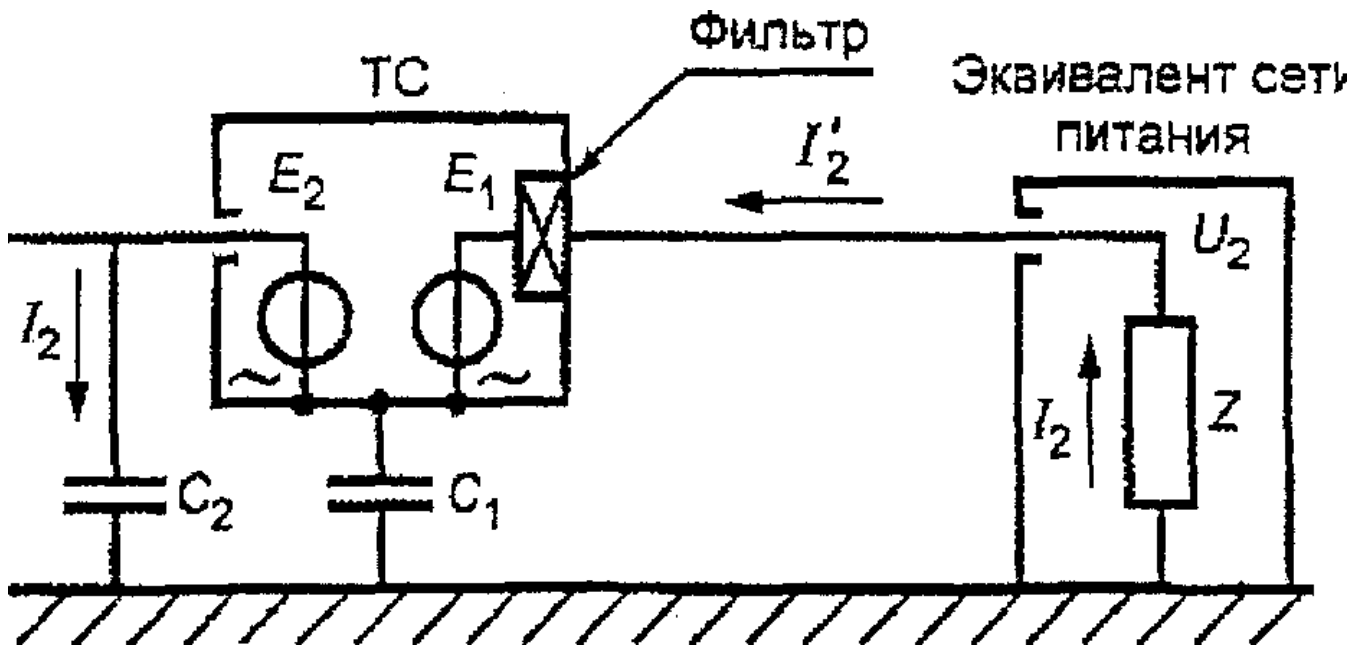 Фильтр
ТС
Эквивалент сети
питания
I'₂
E₂
E₁
U₂
I₂
I₂
Z
C₂
C₁